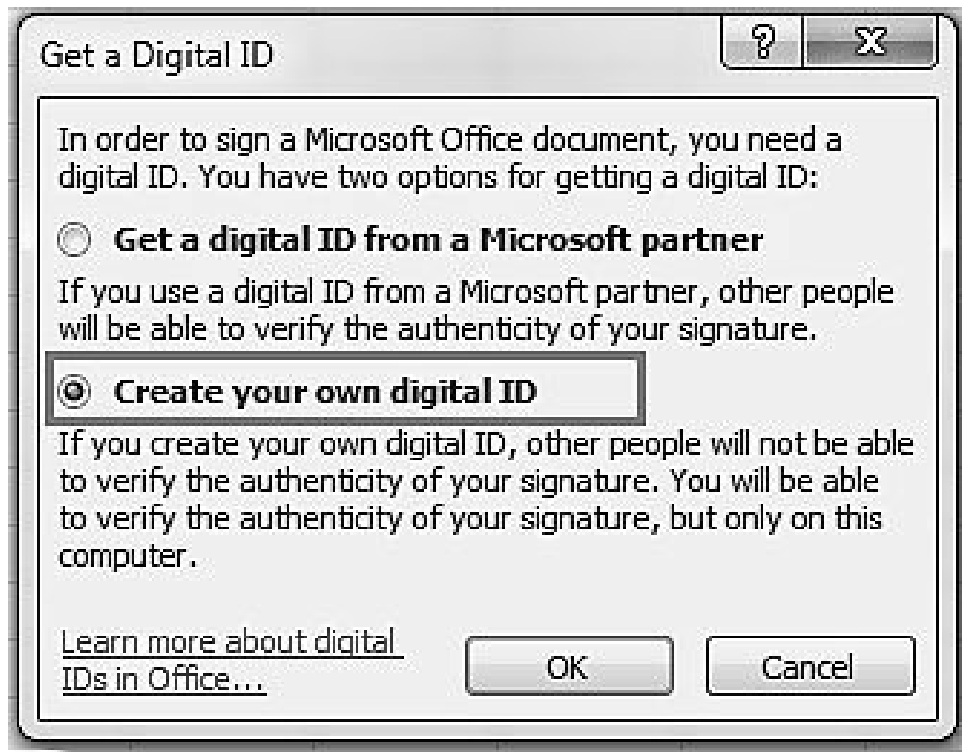 Get a Digital ID
In order to sign a Microsoft Office document, you need a
digital ID. You have two options for getting a digital ID:
Get a digital ID from a Microsoft partner
If you use a digital ID from a Microsoft partner, other people
will be able to verify the authenticity of your signature.
Create your own digital ID
If you create your own digital ID, other people will not be able
to verify the authenticity of your signature. You will be able
to verify the authenticity of your signature, but only on this
computer.
Learn more about digital
IDs in Office...
OK
Cancel